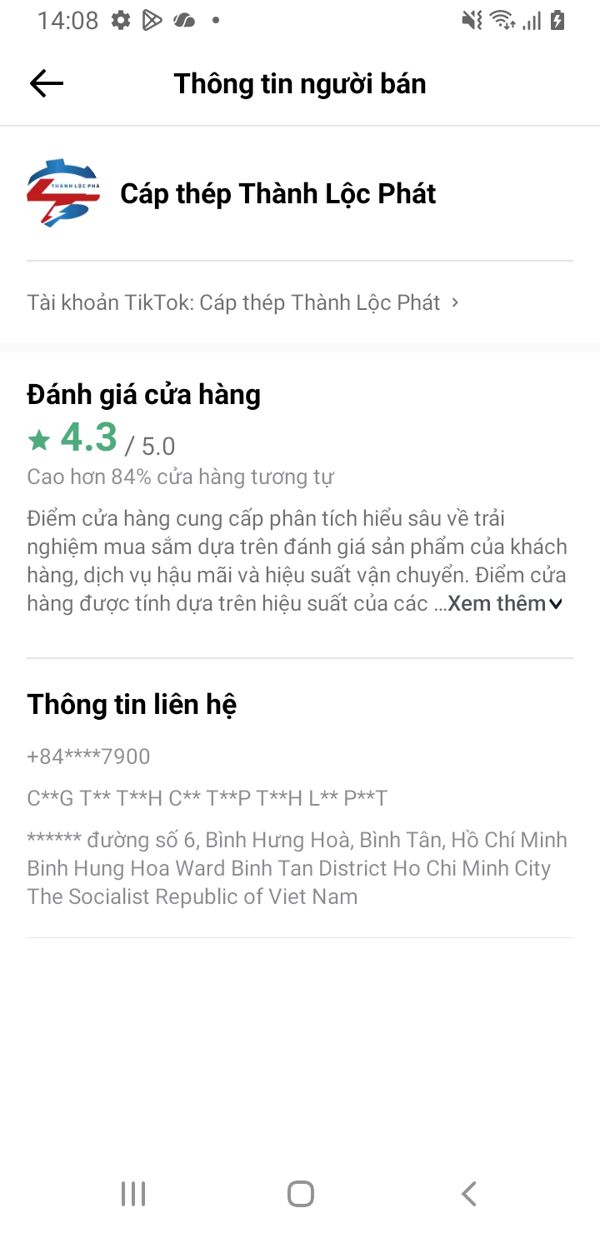 14:08
Thông tin người bán
THÀNH LỘC PHÁ
Cáp thép Thành Lộc Phát
Tài khoản TikTok: Cáp thép Thành Lộc Phát
Đánh giá cửa hàng
4.3 / 5.0
Cao hơn 84% cửa hàng tương tự
Điểm cửa hàng cung cấp phân tích hiểu sâu về trải
nghiệm mua sắm dựa trên đánh giá sản phẩm của khách
hàng, dịch vụ hậu mãi và hiệu suất vận chuyển. Điểm cửa
hàng được tính dựa trên hiệu suất của các ...Xem thêm
Thông tin liên hệ
+84****7900
C**G T** T**H C** T**P T**H L** P**T
****** đường số 6, Bình Hưng Hoà, Bình Tân, Hồ Chí Minh
Binh Hung Hoa Ward Binh Tan District Ho Chi Minh City
The Socialist Republic of Viet Nam